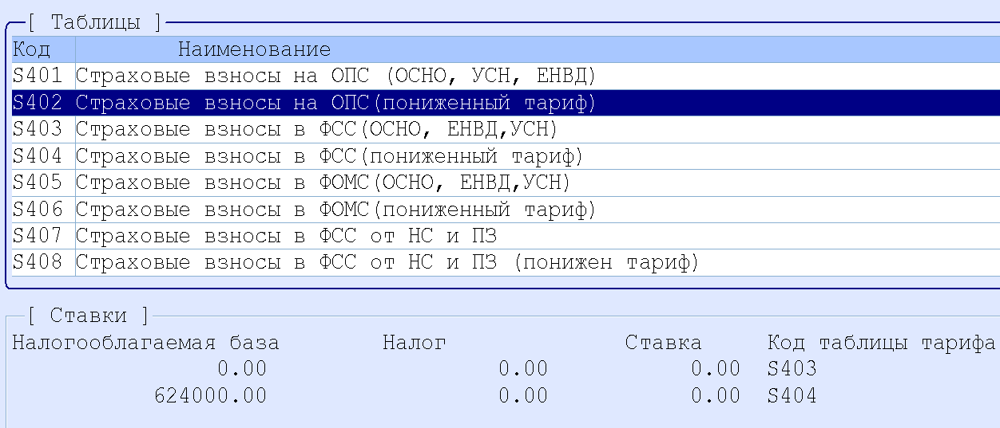 [ Таблицы ]
Код Наименование
S401 Страховые взносы на ОПС (ОСНО, УСН, ЕНВД)
S402 Страховые взносы на ОПС(пониженный тариф)
S403 Страховые взносы в ФСС(ОСНО, ЕНВД,УСН)
S404 Страховые взносы в ФСС(пониженный тариф)
S405 Страховые взносы в ФОМС(ОСНО, ЕНВД,УСН)
S406 Страховые взносы в ФОМС(пониженный тариф)
S407 Страховые взносы в ФСС от НС и ПЗ
S408 Страховые взносы в ФСС от НС и ПЗ (понижен тариф)
[ Ставки ]
Налогооблагаемая база Налог Ставка Код таблицы тарифа
0.00 0.00 0.00 S403
624000.00 0.00 0.00 S404